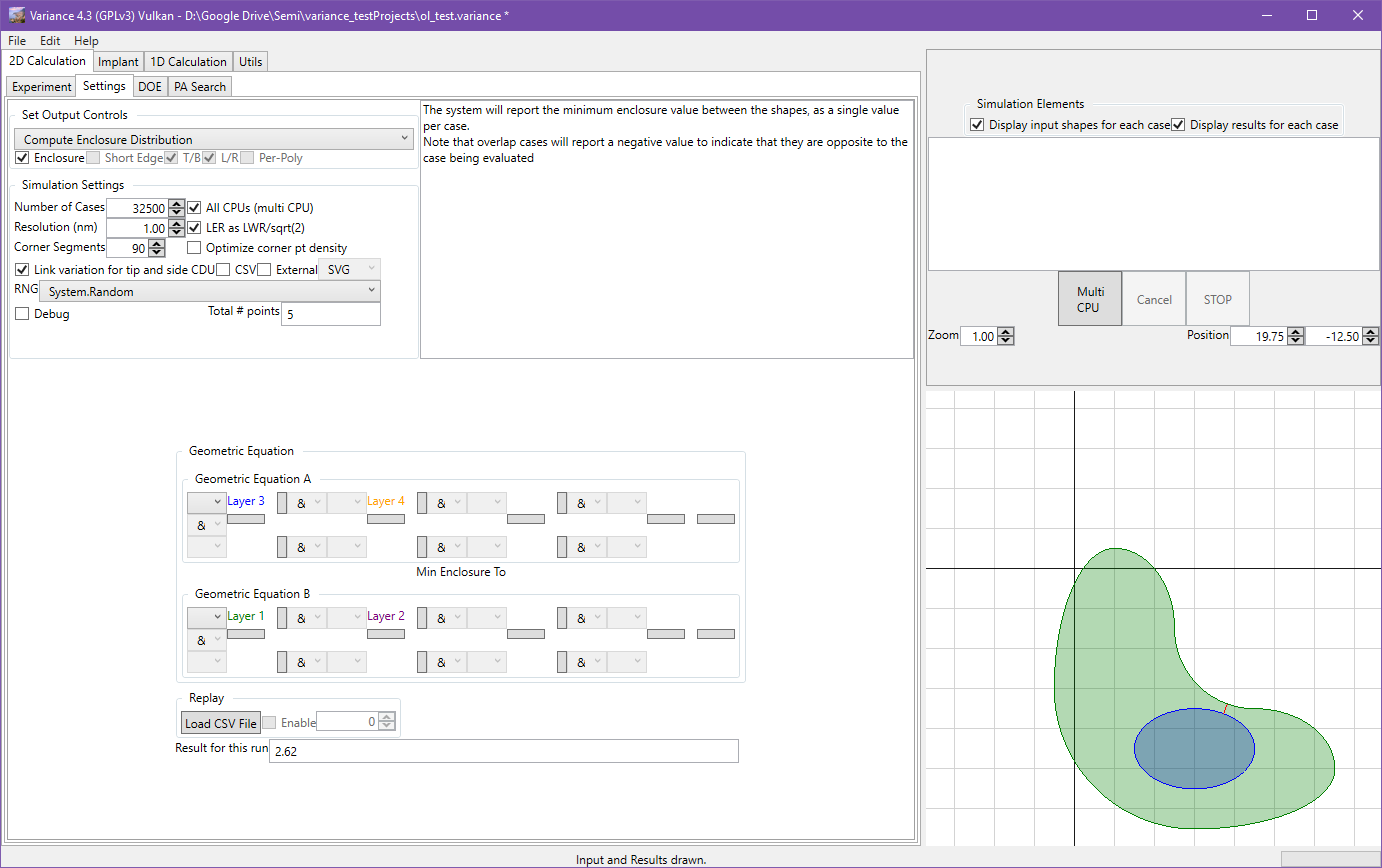 Variance 4.3 (GPLv3) Vulkan - D:\Google Drive\Semi\variance_testProjects\ol_test.variance *
File Edit Help
2D Calculation Implant 1D Calculation Utils
Experiment Settings DOE PA Search
Set Output Controls
Compute Enclosure Distribution
Enclosure Short Edge T/B L/R Per-Poly
The system will report the minimum enclosure value between the shapes, as a single value
per case.
Note that overlap cases will report a negative value to indicate that they are opposite to the
case being evaluated
Simulation Settings
Number of Cases 32500 All CPUs (multi CPU)
Resolution (nm) 1.00 LER as LWR/sqrt(2)
Corner Segments 90 Optimize corner pt density
Link variation for tip and side CDU CSV External SVG
RNG System.Random
Debug Total # points 5
Simulation Elements
Display input shapes for each case Display results for each case
Multi
CPU
Cancel STOP
Zoom 1.00 Position 19.75 -12.50
Geometric Equation
Geometric Equation A
Layer 3 & Layer 4 & &
&
& & &
Min Enclosure To
Geometric Equation B
Layer 1 & Layer 2 & &
&
& & &
Replay
Load CSV File Enable 0
Result for this run 2.62
Input and Results drawn.